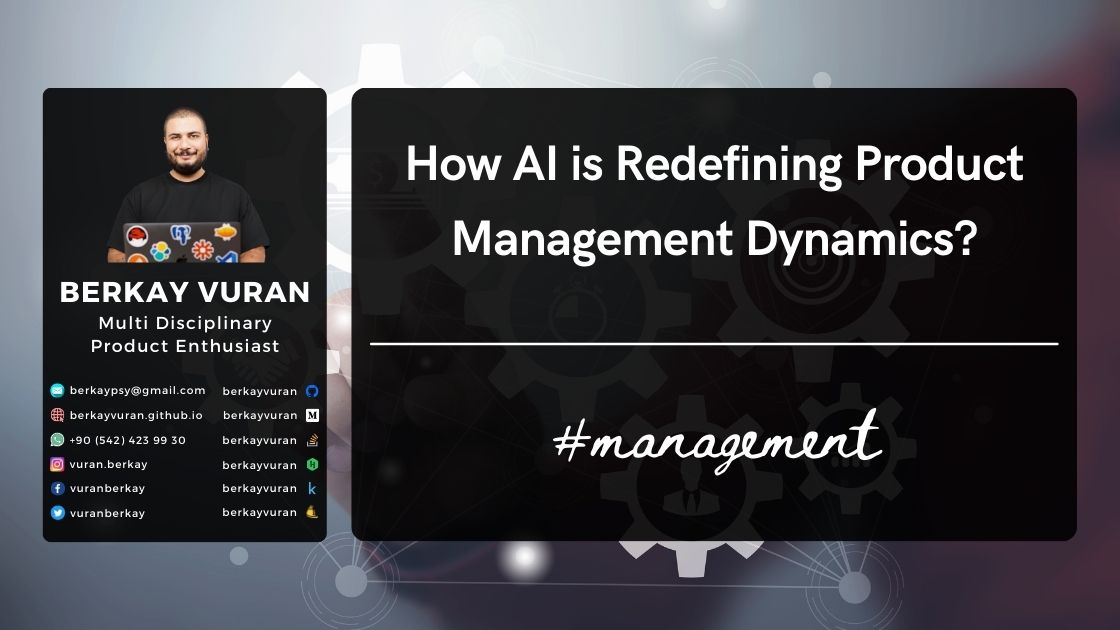 BERKAY VURAN
Multi Disciplinary
Product Enthusiast
berkaypsy@gmail.com berkayvuran
berkayvuran.github.io berkayvuran
+90 (542) 423 99 30 berkayvuran
vuran.berkay berkayvuran
vuranberkay berkayvuran
vuranberkay berkayvuran
How AI is Redefining Product
Management Dynamics?
#management